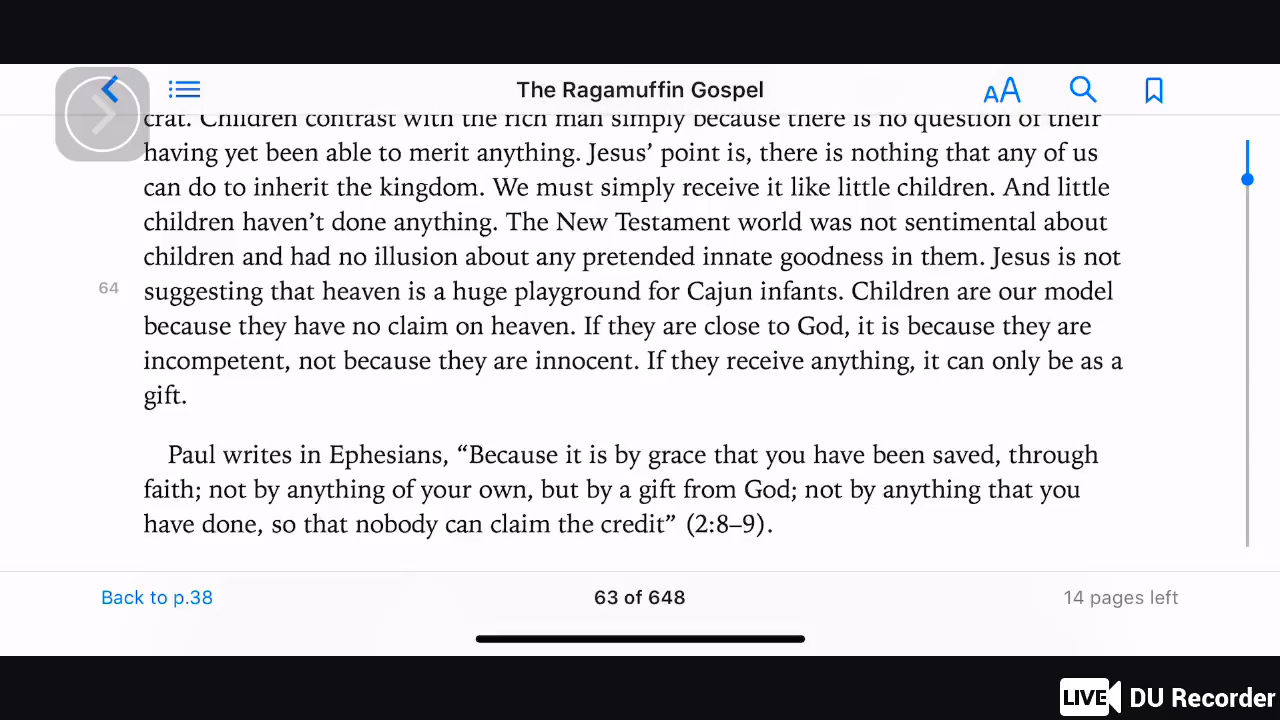 The Ragamuffin Gospel
AA
crat. Children contrast with the rich man simply because there is no question of their
having yet been able to merit anything. Jesus’ point is, there is nothing that any of us
can do to inherit the kingdom. We must simply receive it like little children. And little
children haven’t done anything. The New Testament world was not sentimental about
children and had no illusion about any pretended innate goodness in them. Jesus is not
64
suggesting that heaven is a huge playground for Cajun infants. Children are our model
because they have no claim on heaven. If they are close to God, it is because they are
incompetent, not because they are innocent. If they receive anything, it can only be as a
gift.
Paul writes in Ephesians, “Because it is by grace that you have been saved, through
faith; not by anything of your own, but by a gift from God; not by anything that you
have done, so that nobody can claim the credit” (2:8–9).
Back to p.38
63 of 648
14 pages left
LIVE DU Recorder